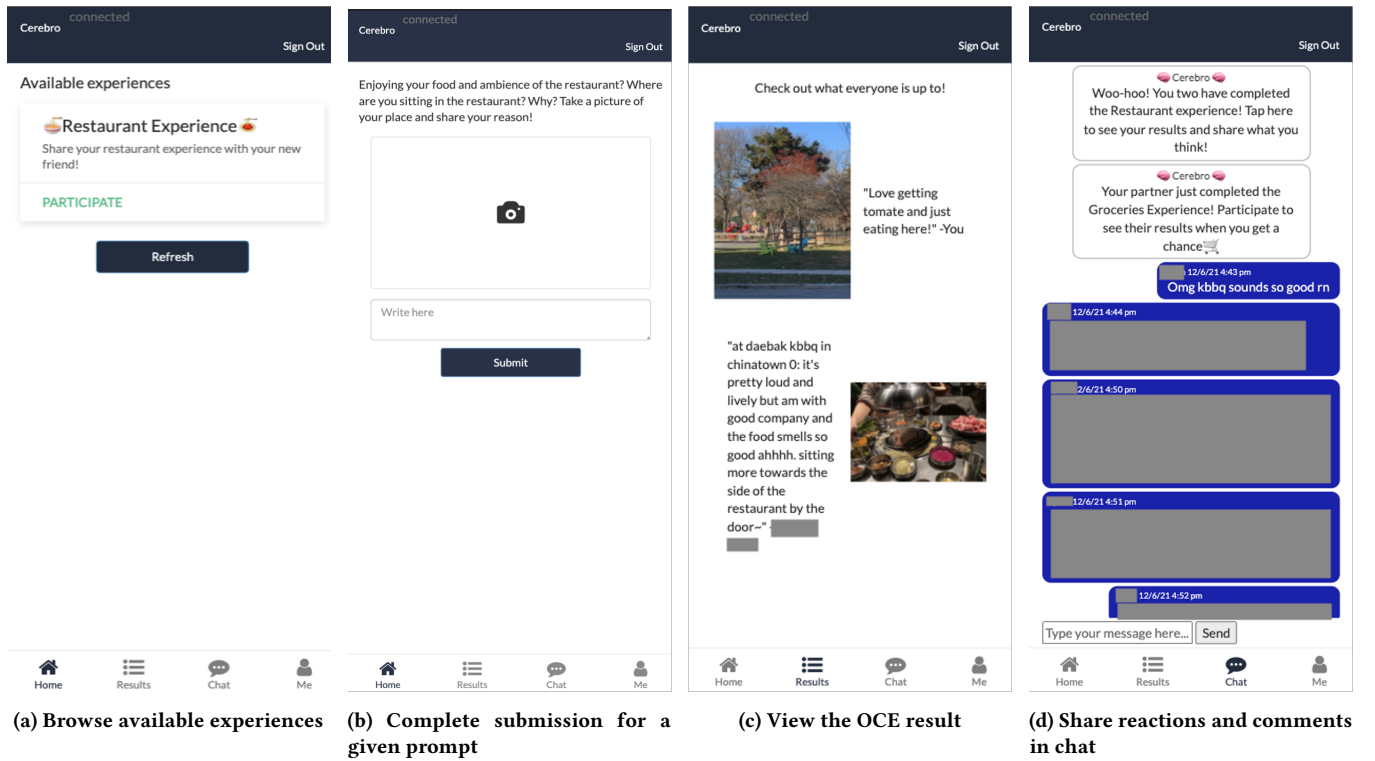 connected
Cerebro
Sign Out
Available experiences
🍜Restaurant Experience🍝
Share your restaurant experience with your new
friend!
PARTICIPATE
Refresh
Home
Results
Chat
Me
(a) Browse available experiences
connected
Cerebro
Sign Out
Enjoying your food and ambience of the restaurant? Where
are you sitting in the restaurant? Why? Take a picture of
your place and share your reason!
Write here
Submit
Home
Results
Chat
Me
(b) Complete submission for a
given prompt
connected
Cerebro
Sign Out
Check out what everyone is up to!
"Love getting
tomate and just
eating here!" -You
"at daebak kbbq in
chinatown 0: it's
pretty loud and
lively but am with
good company and
the food smells so
good ahhhh. sitting
more towards the
side of the
restaurant by the
door~" -
Home
Results
Chat
Me
(c) View the OCE result
connected
Cerebro
Sign Out
🧠 Cerebro 🧠
Woo-hoo! You two have completed
the Restaurant experience! Tap here
to see your results and share what you
think!
🧠 Cerebro 🧠
Your partner just completed the
Groceries Experience! Participate to
see their results when you get a
chance🛒
12/6/21 4:43 pm
Omg kbbq sounds so good rn
12/6/21 4:44 pm
2/6/21 4:50 pm
12/6/21 4:51 pm
12/6/21 4:52 pm
Type your message here...
Send
Home
Results
Chat
Me
(d) Share reactions and comments
in chat